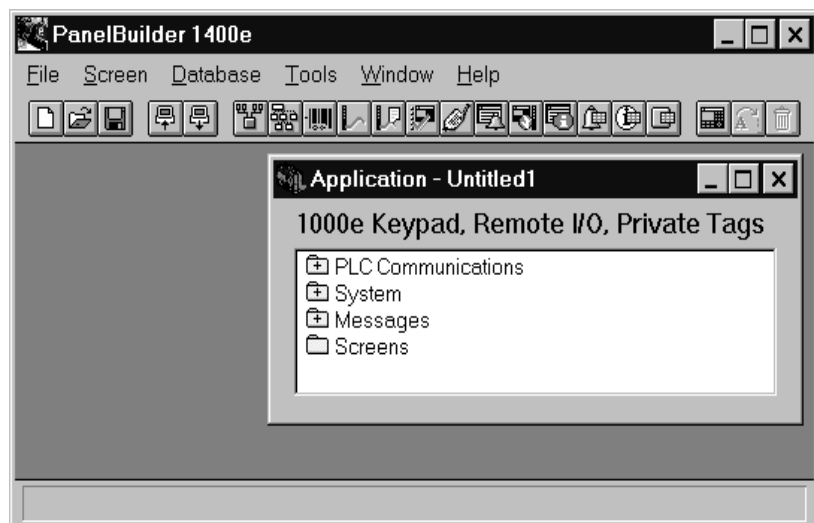 PanelBuilder 1400e
File Screen Database Tools Window Help
Application - Untitled1
1000e Keypad, Remote I/O, Private Tags
PLC Communications
System
Messages
Screens